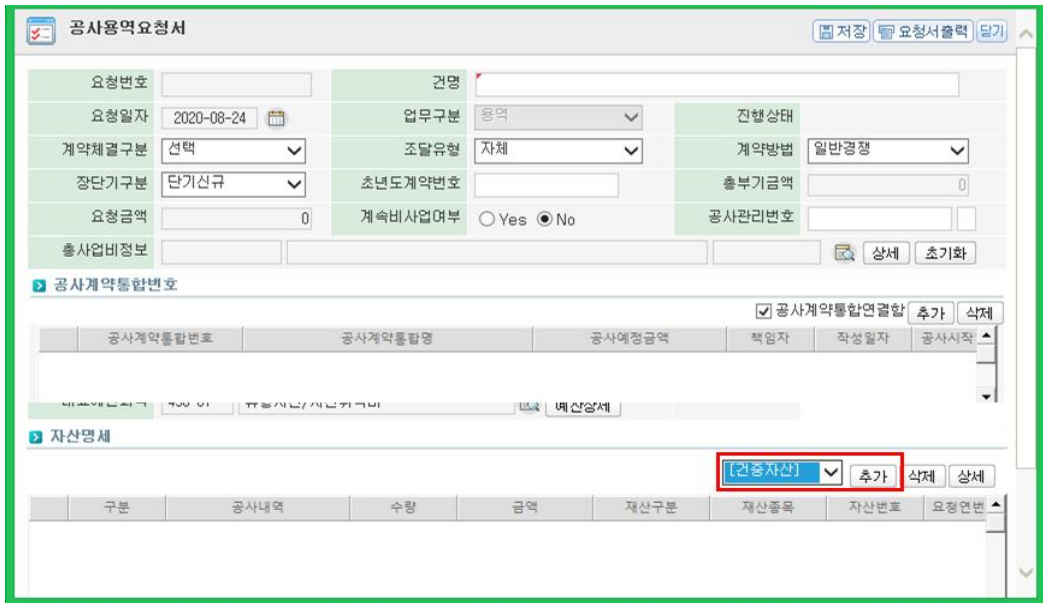 공사용역요청서 저장 요청서출력 닫기
요청번호 건명
요청일자 2020-08-24 업무구분 용역 진행상태
계약체결구분 선택 조달유형 자체 계약방법 일반경쟁
장단기구분 단기신규 초년도계약번호 총부기금액 0
요청금액 0 계속비사업여부 Yes No 공사관리번호
총사업비정보 상세 초기화
공사계약통합번호
공사계약통합연결함 추가 삭제
공사계약통합번호 공사계약통합명 공사예정금액 책임자 작성일자 공사시작
예산상세
자산명세
[건중자산] 추가 삭제 상세
구분 공사내역 수량 금액 재산구분 재산종목 자산번호 요청연번